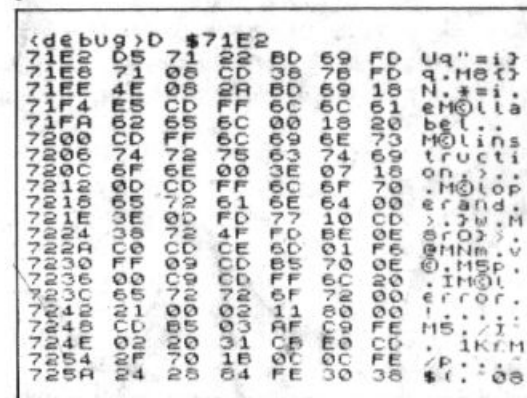 <debug>D  $71E2
71E2 D5 71 22 BD 69 FD Uq"=i}
71E8 71 08 CD 38 7B FD q.M8{}
71EE 4E 08 2A BD 69 18 N.*=i.
71F4 E5 CD FF 6C 6C 61 eM©lla
71FA 62 65 6C 00 18 20 bel..
7200 CD FF 6C 69 6E 73 M©lins
7206 74 72 75 63 74 69 tructi
720C 6F 6E 00 3E 07 18 on.>..
7212 0D CD FF 6C 6F 70 .M©lop
7218 65 72 61 6E 64 00 erand.
721E 3E 0D FD 77 10 CD >.}w.M
7224 38 72 4F FD BE 0E 8rO}>.
722A C0 CD CE 6D 01 F6 @MNm.v
7230 FF 09 CD B5 70 0E ©.M5p.
7236 00 C9 CD FF 6C 20 .IM©l
723C 65 72 72 6F 72 00 error.
7242 21 00 02 11 80 00 !.....
7248 CD B5 03 AF C9 FE M5./I~
724E 02 20 31 CB E0 CD . 1K£M
7254 2F 70 1B 0C 0C FE /p...~
725A 24 28 84 FE 30 38 $(.~08